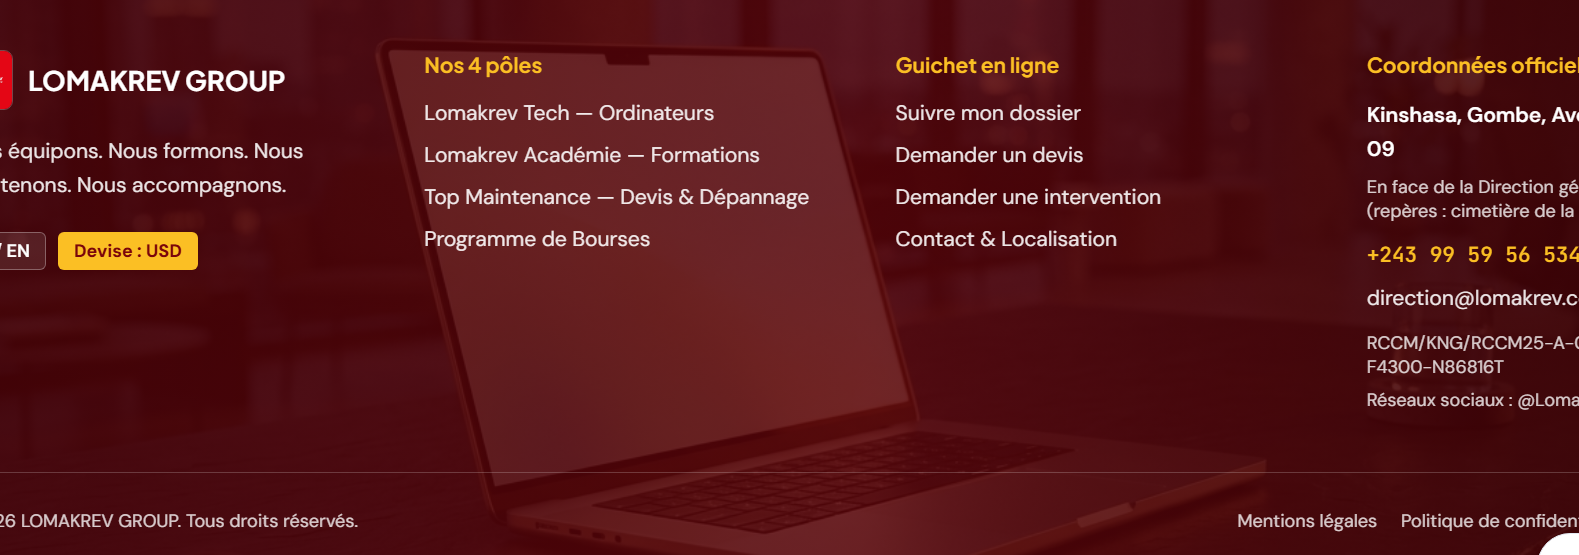 LOMAKREV GROUP
équipons. Nous formons. Nous
tenons. Nous accompagnons.
EN
Devise : USD
Nos 4 pôles
Lomakrev Tech — Ordinateurs
Lomakrev Académie — Formations
Top Maintenance — Devis & Dépannage
Programme de Bourses
Guichet en ligne
Suivre mon dossier
Demander un devis
Demander une intervention
Contact & Localisation
Coordonnées officiel
Kinshasa, Gombe, Av
09
En face de la Direction gé
(repères : cimetière de la
+243 99 59 56 534
direction@lomakrev.c
RCCM/KNG/RCCM25-A-
F4300-N86816T
Réseaux sociaux : @Loma
26 LOMAKREV GROUP. Tous droits réservés.
Mentions légales
Politique de confident